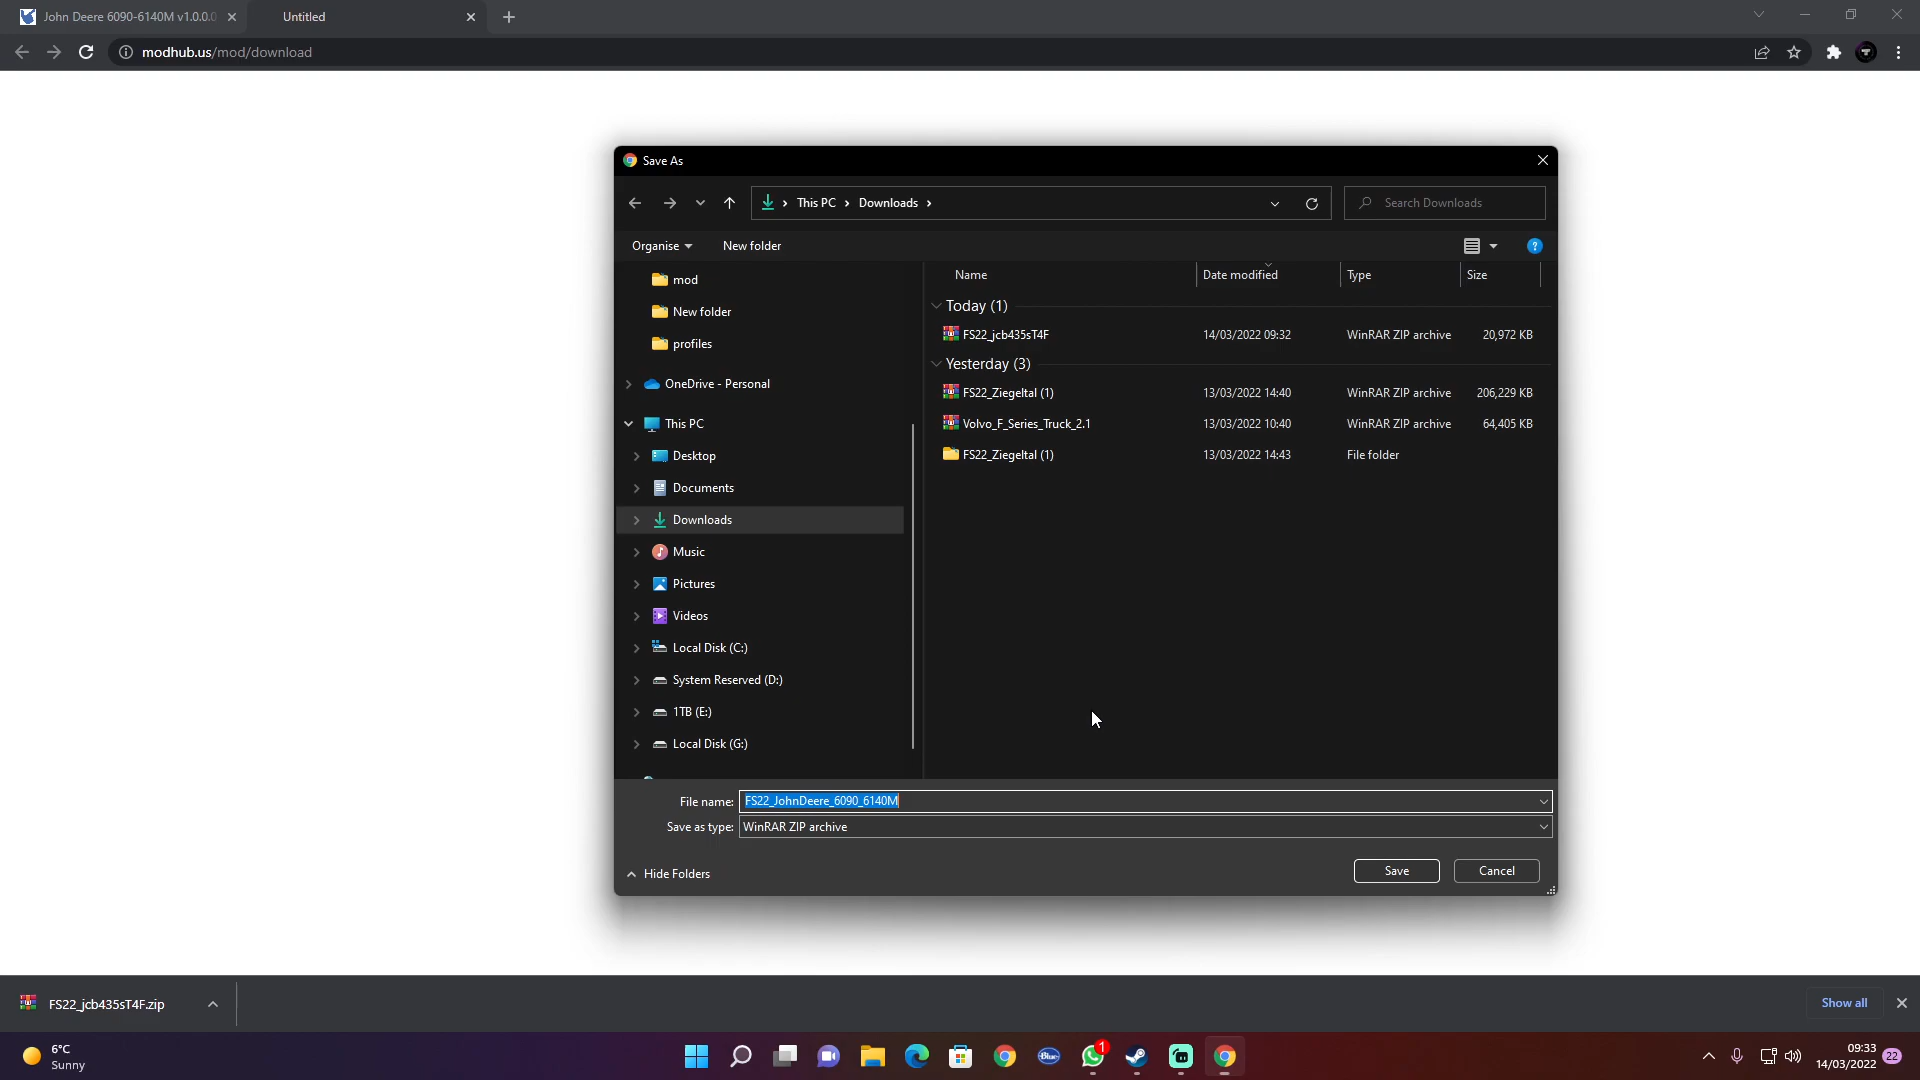 John Deere 6090-6140M v1.0.0.0
Untitled
modhub.us/mod/download
Save As
This PC
Downloads
Search Downloads
Organise
New folder
Name
Date modified
Type
Size
mod
New folder
profiles
OneDrive - Personal
This PC
Desktop
Documents
Downloads
Music
Pictures
Videos
Local Disk (C:)
System Reserved (D:)
1TB (E:)
Local Disk (G:)
Today (1)
FS22_jcb435sT4F 14/03/2022 09:32 WinRAR ZIP archive 20,972 KB
Yesterday (3)
FS22_Ziegeltal (1) 13/03/2022 14:40 WinRAR ZIP archive 206,229 KB
Volvo_F_Series_Truck_2.1 13/03/2022 10:40 WinRAR ZIP archive 64,405 KB
FS22_Ziegeltal (1) 13/03/2022 14:43 File folder
File name: FS22_JohnDeere_6090_6140M
Save as type: WinRAR ZIP archive
Hide Folders
Save
Cancel
FS22_jcb435sT4F.zip
Show all
6°C
Sunny
Blue
1
09:33
14/03/2022
22